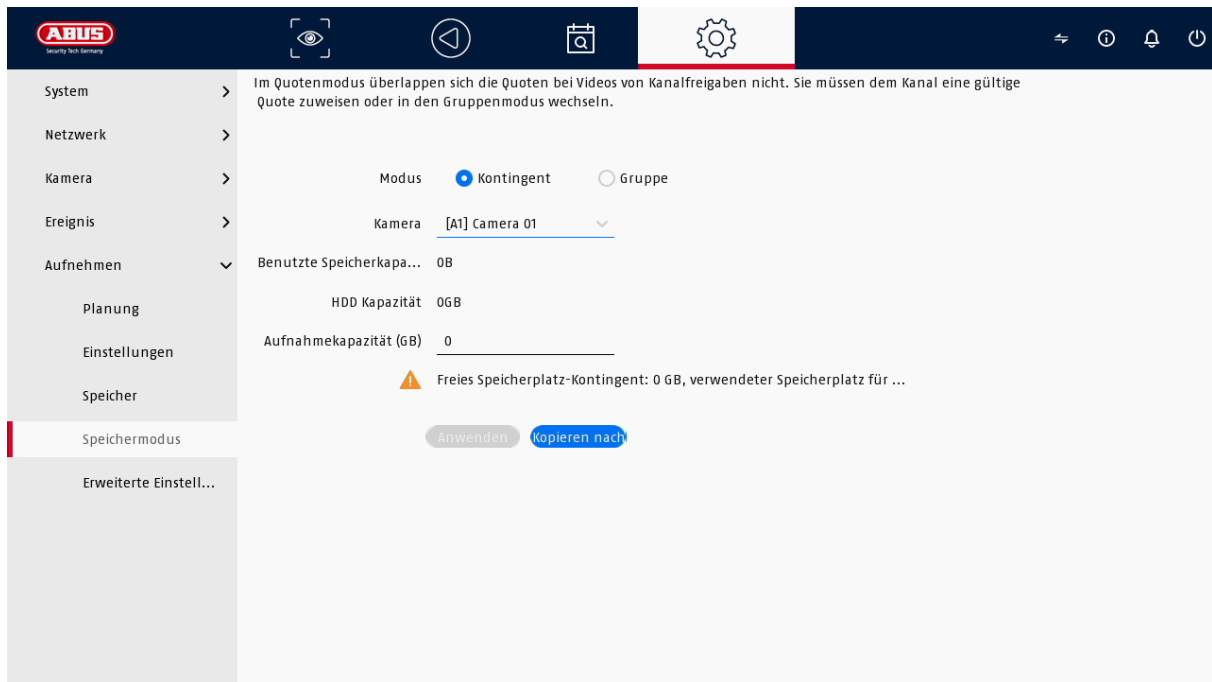 ABUS
Security Tech Germany
System
Netzwerk
Kamera
Ereignis
Aufnehmen
Planung
Einstellungen
Speicher
Speichermodus
Erweiterte Einstell...
Im Quotenmodus überlappen sich die Quoten bei Videos von Kanalfreigaben nicht. Sie müssen dem Kanal eine gültige
Quote zuweisen oder in den Gruppenmodus wechseln.
Modus Kontingent Gruppe
Kamera [A1] Camera 01
Benutzte Speicherkapa... 0B
HDD Kapazität 0GB
Aufnahmekapazität (GB) 0
Freies Speicherplatz-Kontingent: 0 GB, verwendeter Speicherplatz für ...
Anwenden Kopieren nach